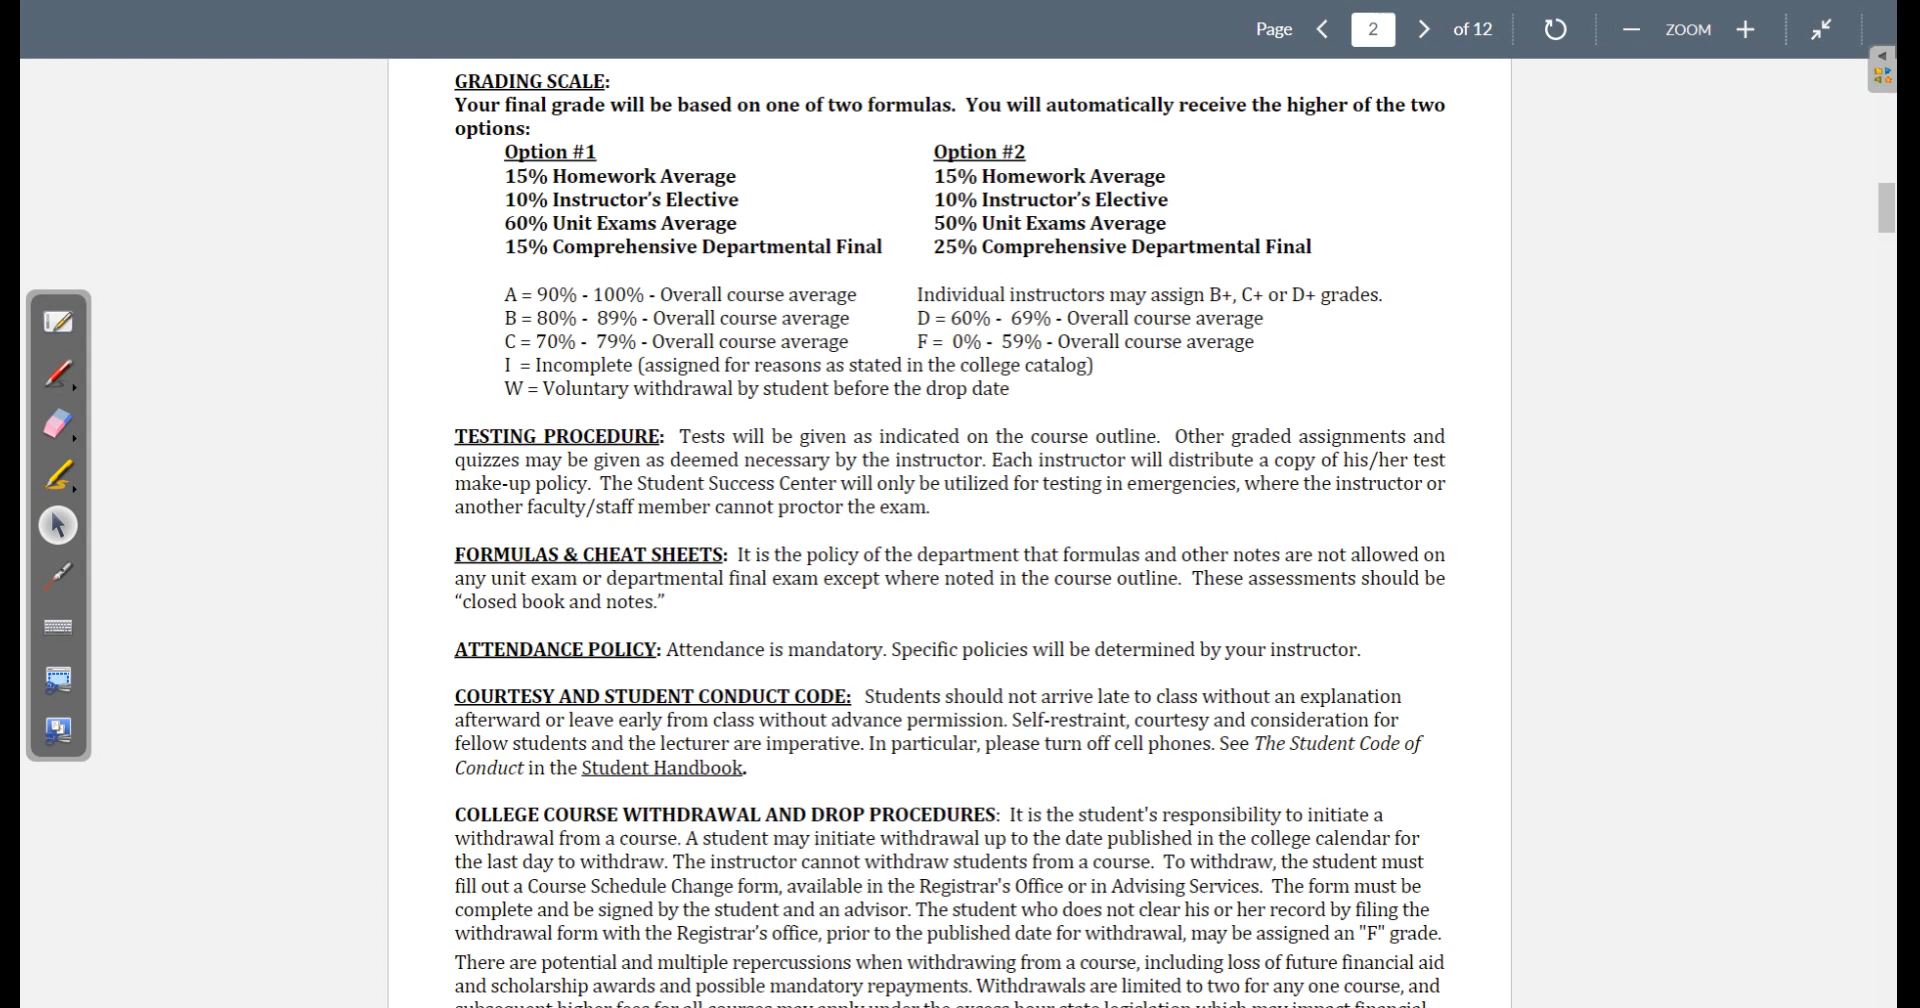 Page 2 of 12 ZOOM
GRADING SCALE:
Your final grade will be based on one of two formulas.  You will automatically receive the higher of the two
options:
Option #1 Option #2
15% Homework Average 15% Homework Average
10% Instructor’s Elective 10% Instructor’s Elective
60% Unit Exams Average 50% Unit Exams Average
15% Comprehensive Departmental Final 25% Comprehensive Departmental Final
A = 90% - 100% - Overall course average Individual instructors may assign B+, C+ or D+ grades.
B = 80% -  89% - Overall course average D = 60% -  69% - Overall course average
C = 70% -  79% - Overall course average F =  0% -  59% - Overall course average
I  = Incomplete (assigned for reasons as stated in the college catalog)
W = Voluntary withdrawal by student before the drop date
TESTING PROCEDURE:  Tests will be given as indicated on the course outline.  Other graded assignments and
quizzes may be given as deemed necessary by the instructor. Each instructor will distribute a copy of his/her test
make-up policy.  The Student Success Center will only be utilized for testing in emergencies, where the instructor or
another faculty/staff member cannot proctor the exam.
FORMULAS & CHEAT SHEETS:  It is the policy of the department that formulas and other notes are not allowed on
any unit exam or departmental final exam except where noted in the course outline.  These assessments should be
“closed book and notes.”
ATTENDANCE POLICY: Attendance is mandatory. Specific policies will be determined by your instructor.
COURTESY AND STUDENT CONDUCT CODE:  Students should not arrive late to class without an explanation
afterward or leave early from class without advance permission. Self-restraint, courtesy and consideration for
fellow students and the lecturer are imperative. In particular, please turn off cell phones. See The Student Code of
Conduct in the Student Handbook.
COLLEGE COURSE WITHDRAWAL AND DROP PROCEDURES:  It is the student's responsibility to initiate a
withdrawal from a course. A student may initiate withdrawal up to the date published in the college calendar for
the last day to withdraw. The instructor cannot withdraw students from a course.  To withdraw, the student must
fill out a Course Schedule Change form, available in the Registrar's Office or in Advising Services.  The form must be
complete and be signed by the student and an advisor. The student who does not clear his or her record by filing the
withdrawal form with the Registrar’s office, prior to the published date for withdrawal, may be assigned an "F" grade.
There are potential and multiple repercussions when withdrawing from a course, including loss of future financial aid
and scholarship awards and possible mandatory repayments. Withdrawals are limited to two for any one course, and
subsequent higher fees for all courses may apply under the excess hour state legislation which may impact financial